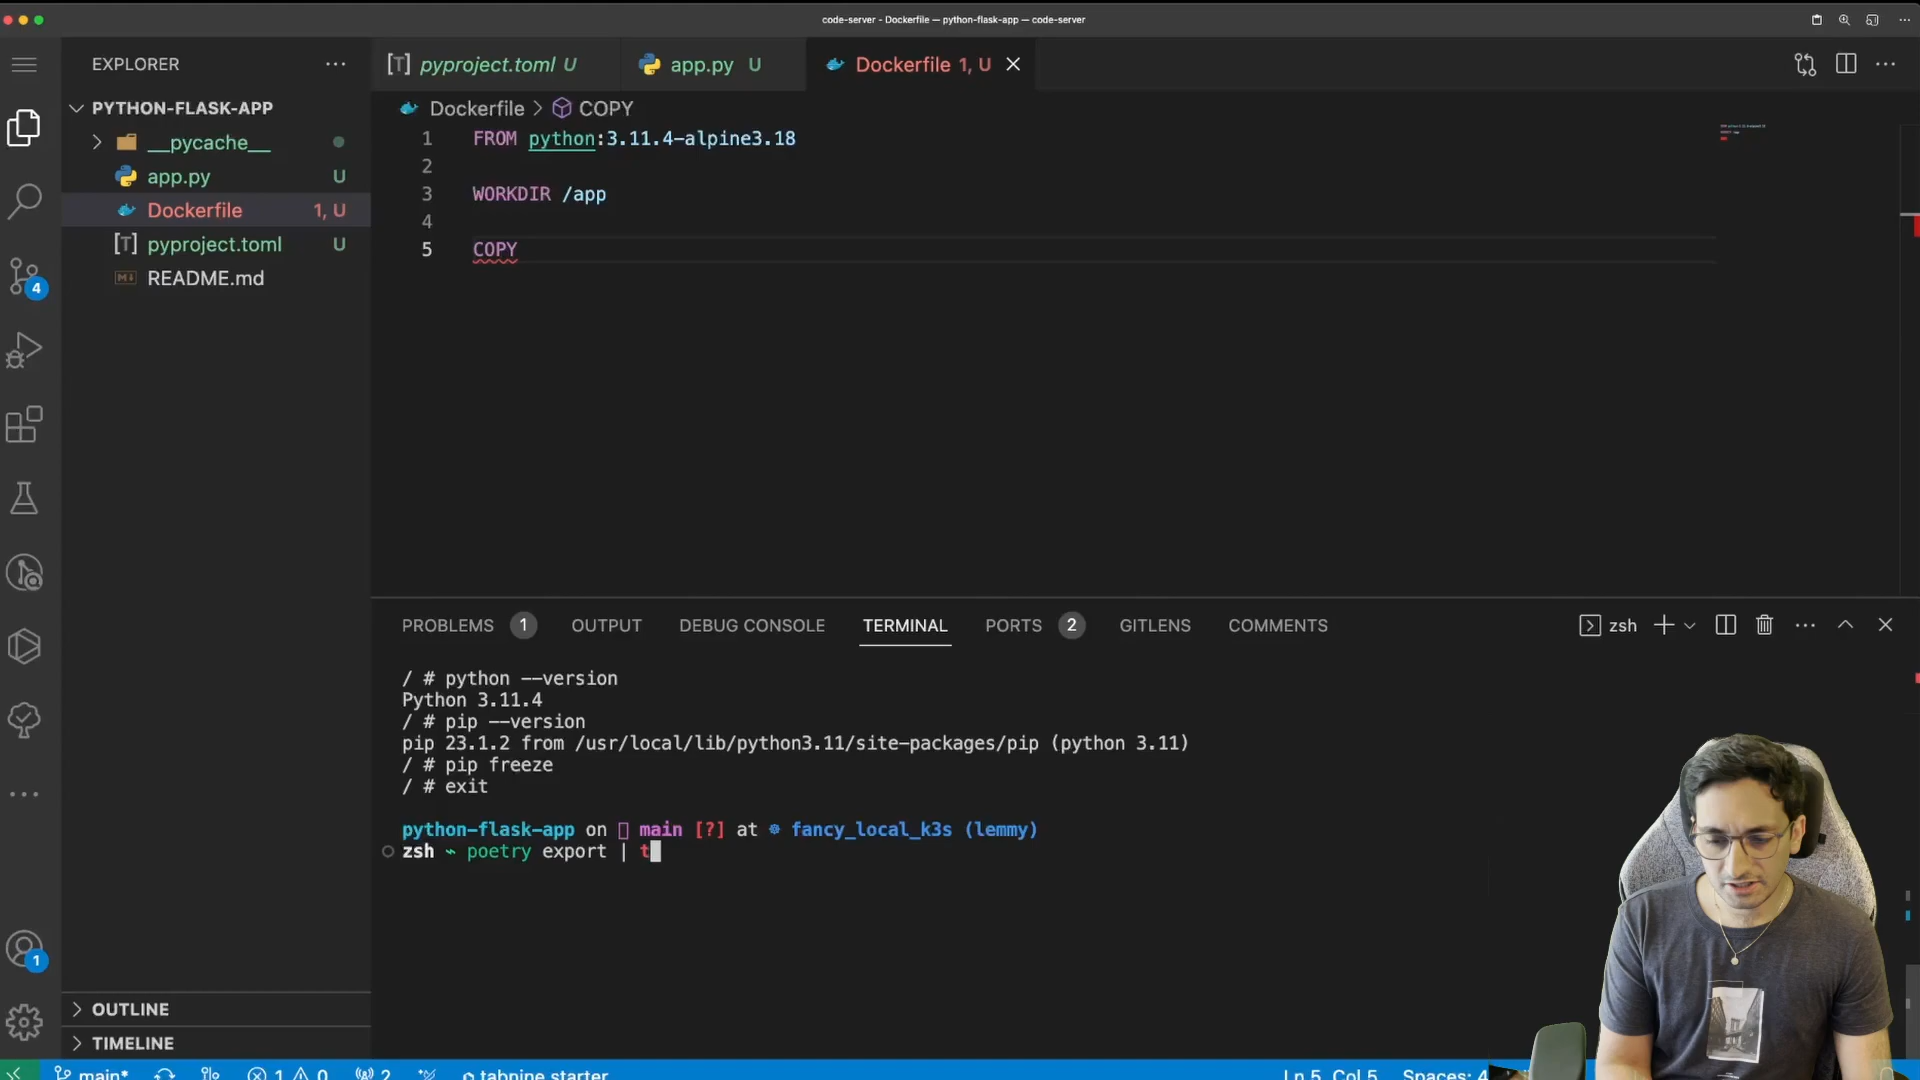 code-server - Dockerfile — python-flask-app — code-server
EXPLORER
pyproject.toml U
app.py U
Dockerfile 1, U
PYTHON-FLASK-APP
__pycache__
app.py U
Dockerfile 1, U
pyproject.toml U
README.md
Dockerfile > COPY
1 FROM python:3.11.4-alpine3.18
2
3 WORKDIR /app
4
5 COPY
4
PROBLEMS 1 OUTPUT DEBUG CONSOLE TERMINAL PORTS 2 GITLENS COMMENTS
zsh
/ # python --version
Python 3.11.4
/ # pip --version
pip 23.1.2 from /usr/local/lib/python3.11/site-packages/pip (python 3.11)
/ # pip freeze
/ # exit
python-flask-app on main [?] at fancy_local_k3s (lemmy)
zsh poetry export | t
1
OUTLINE
TIMELINE
main* 1 0 2 tabnine starter Ln 5, Col 5 Spaces: 4